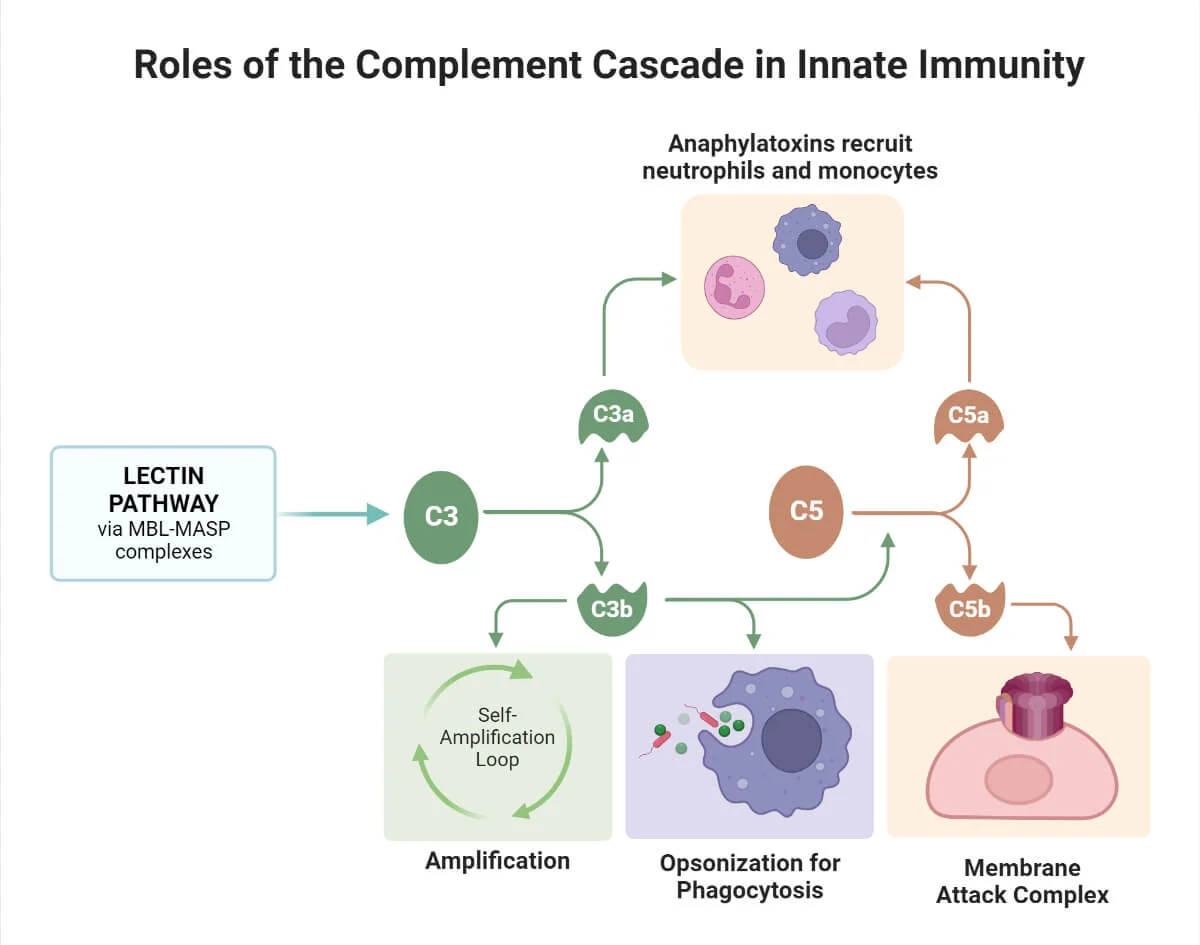 Roles of the Complement Cascade in Innate Immunity
Anaphylatoxins recruit
neutrophils and monocytes
C3a
C5a
LECTIN
PATHWAY
via MBL-MASP
complexes
C3
C5
C3b
C5b
Self-
Amplification
Loop
Amplification
Opsonization for
Phagocytosis
Membrane
Attack Complex